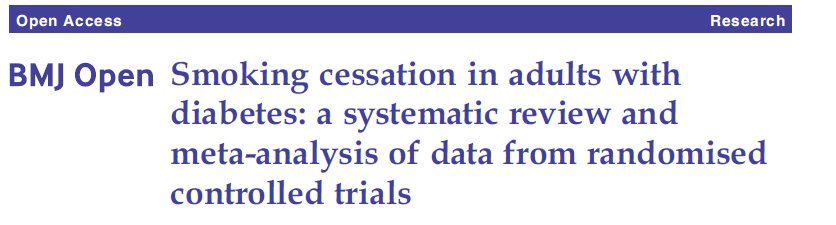 Open Access Research
BMJ Open Smoking cessation in adults with
diabetes: a systematic review and
meta-analysis of data from randomised
controlled trials